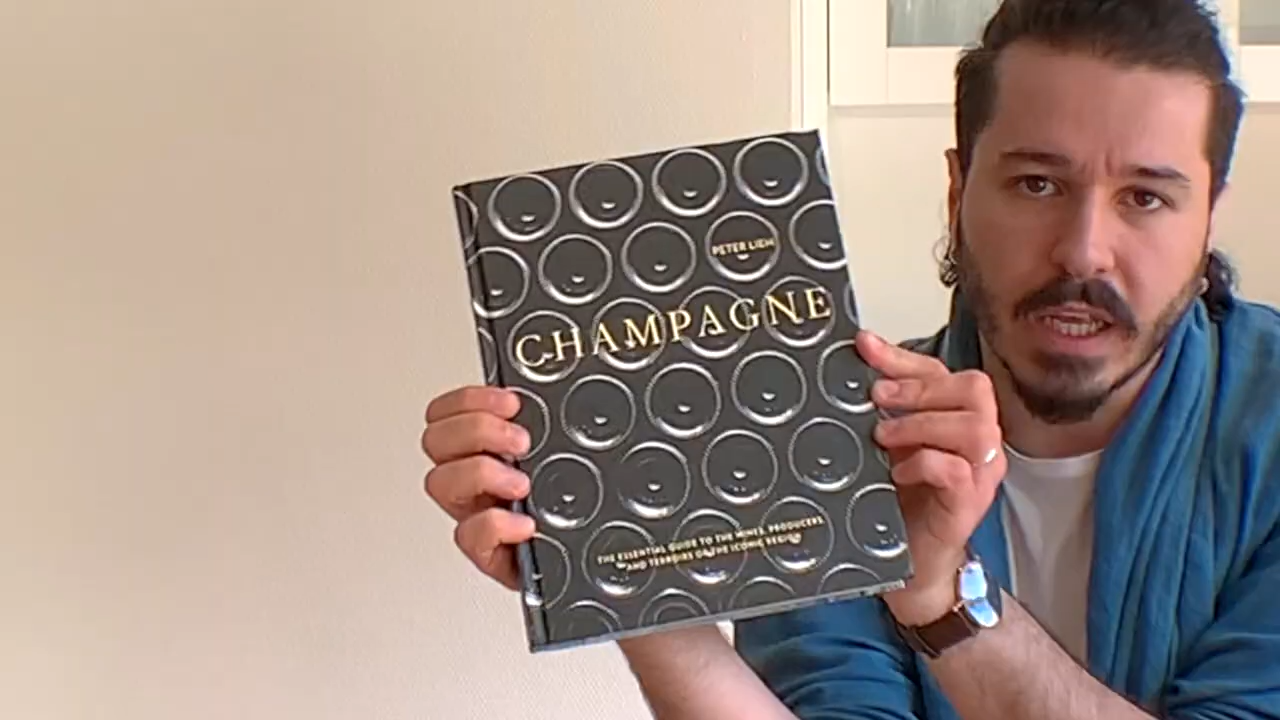 PETER LIEM
CHAMPAGNE
THE ESSENTIAL GUIDE TO THE WINES, PRODUCERS,
AND TERROIRS OF THE ICONIC REGION